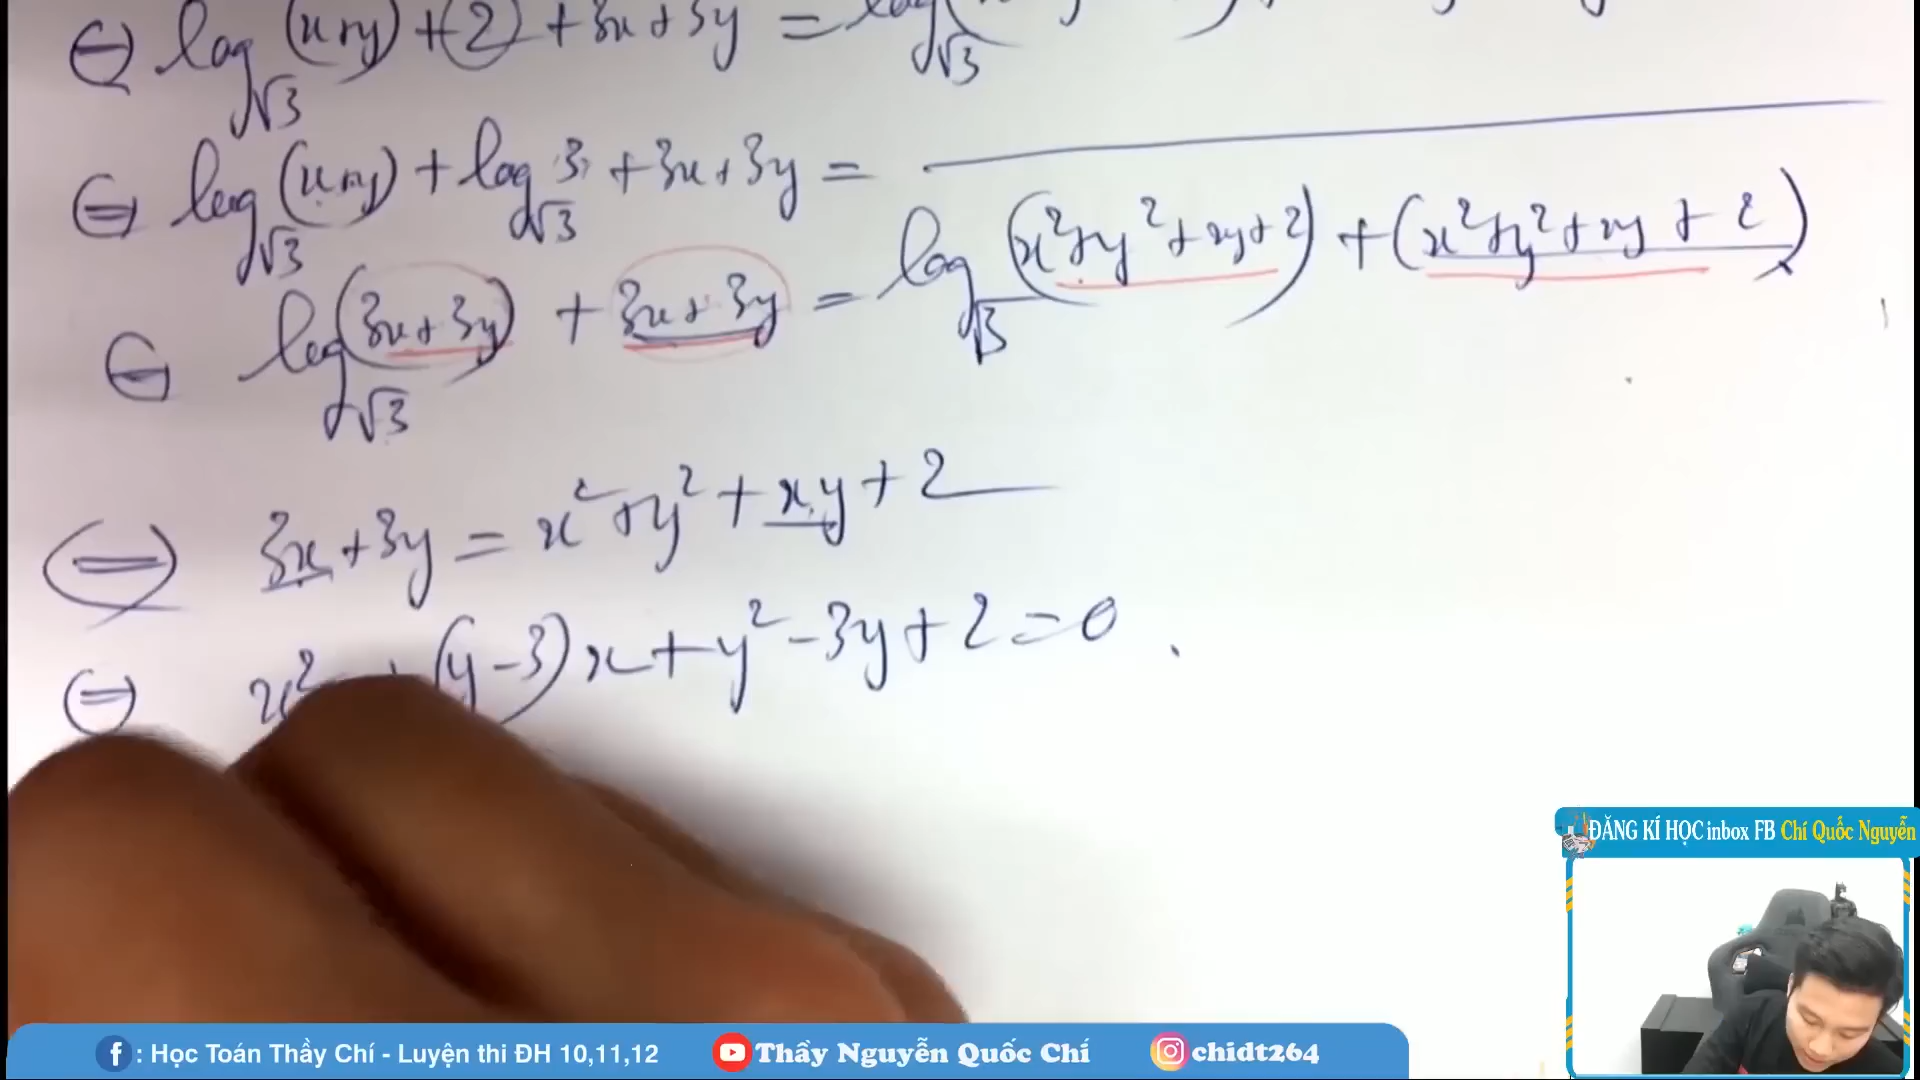 ⇔ log_√3 (x+y) + 2 + 3x + 3y = log_√3
⇔ log_√3 (x+y) + log_√3 3 + 3x + 3y =
⇔ log_√3 (3x+3y) + 3x+3y = log_√3 (x²+y²+xy+2) + (x²+y²+xy+2)
⇔ 3x+3y = x²+y²+xy+2
⇔ x² + (y-3)x + y² - 3y + 2 = 0
ĐĂNG KÍ HỌC inbox FB Chí Quốc Nguyễn
f : Học Toán Thầy Chí - Luyện thi ĐH 10,11,12
Thầy Nguyễn Quốc Chí
chidt264